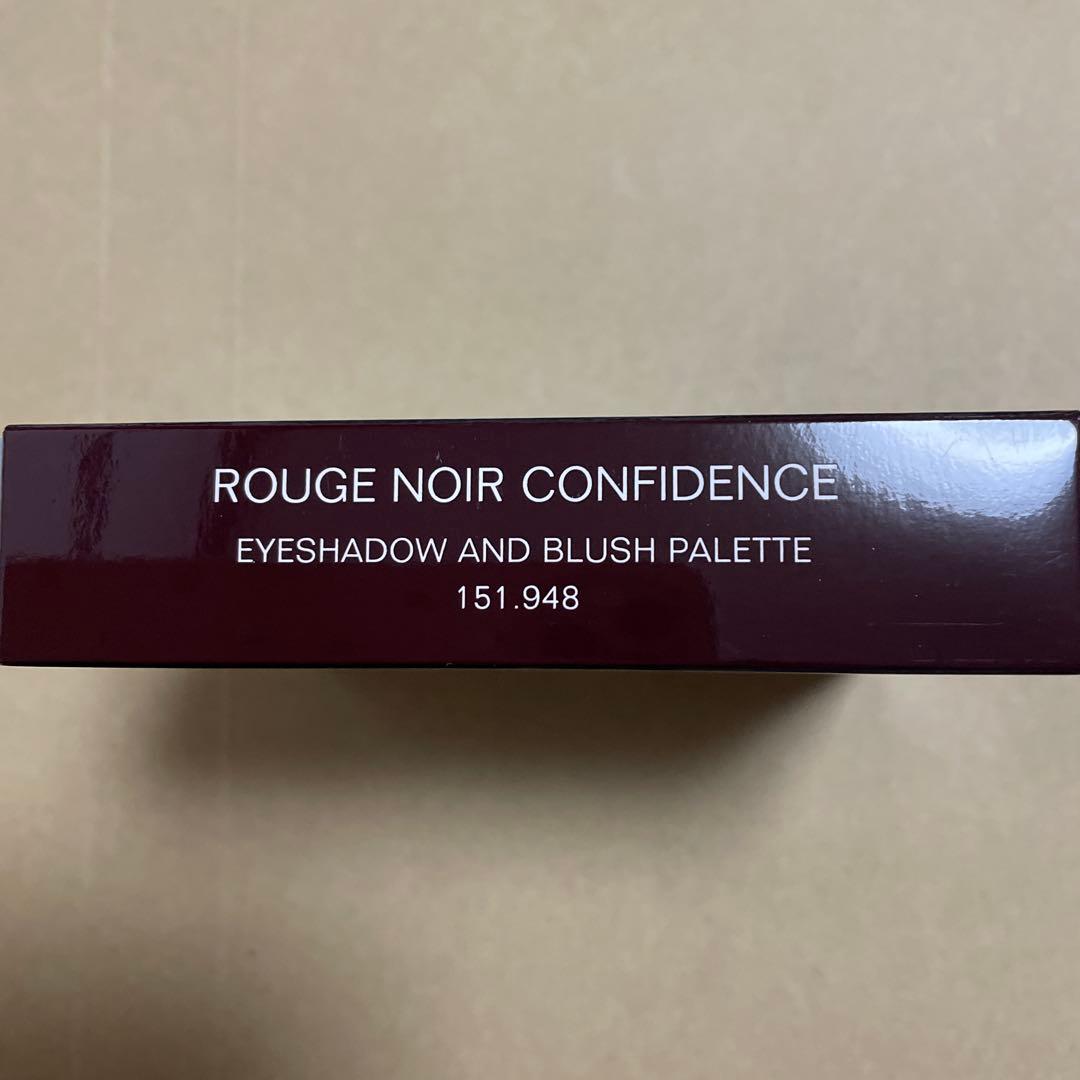 ROUGE NOIR CONFIDENCE
EYESHADOW AND BLUSH PALETTE
151.948